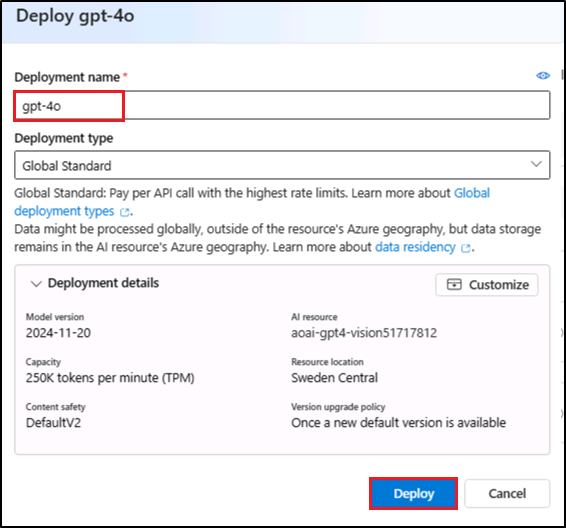 Deploy gpt-4o
Deployment name *
gpt-4o
Deployment type
Global Standard
Global Standard: Pay per API call with the highest rate limits. Learn more about Global
deployment types.
Data might be processed globally, outside of the resource's Azure geography, but data storage
remains in the AI resource's Azure geography. Learn more about data residency.
Deployment details
Customize
Model version
2024-11-20
AI resource
aoai-gpt4-vision51717812
Capacity
250K tokens per minute (TPM)
Resource location
Sweden Central
Content safety
DefaultV2
Version upgrade policy
Once a new default version is available
Deploy
Cancel